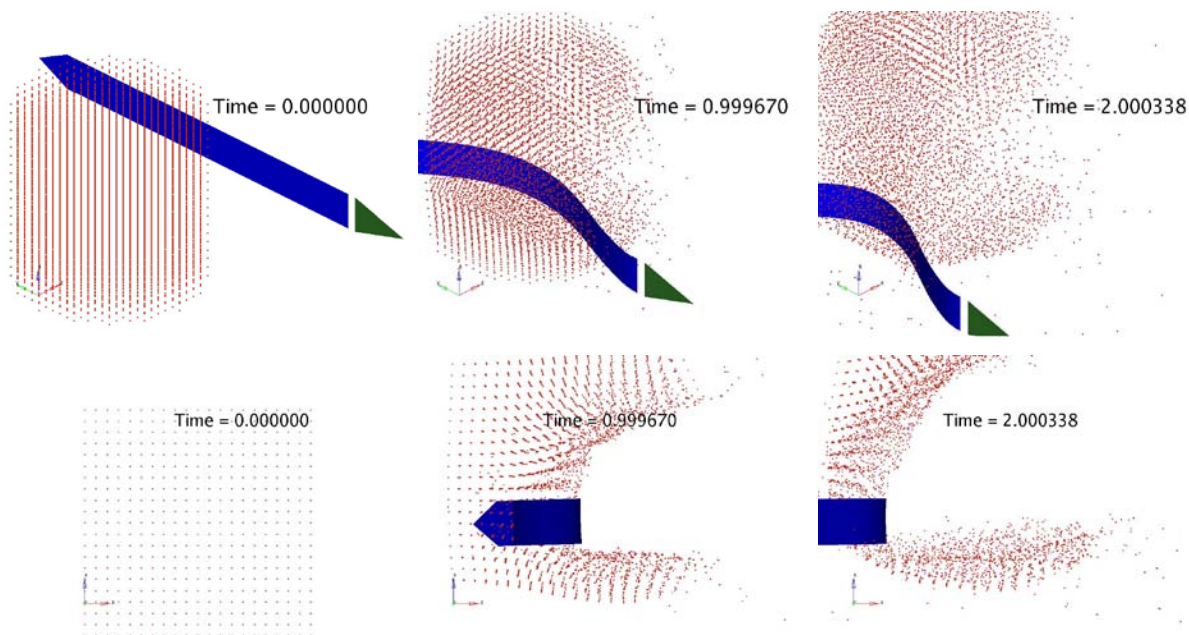 Time = 0.000000
Time = 0.999670
Time = 2.000338
Time = 0.000000
Time = 0.999670
Time = 2.000338